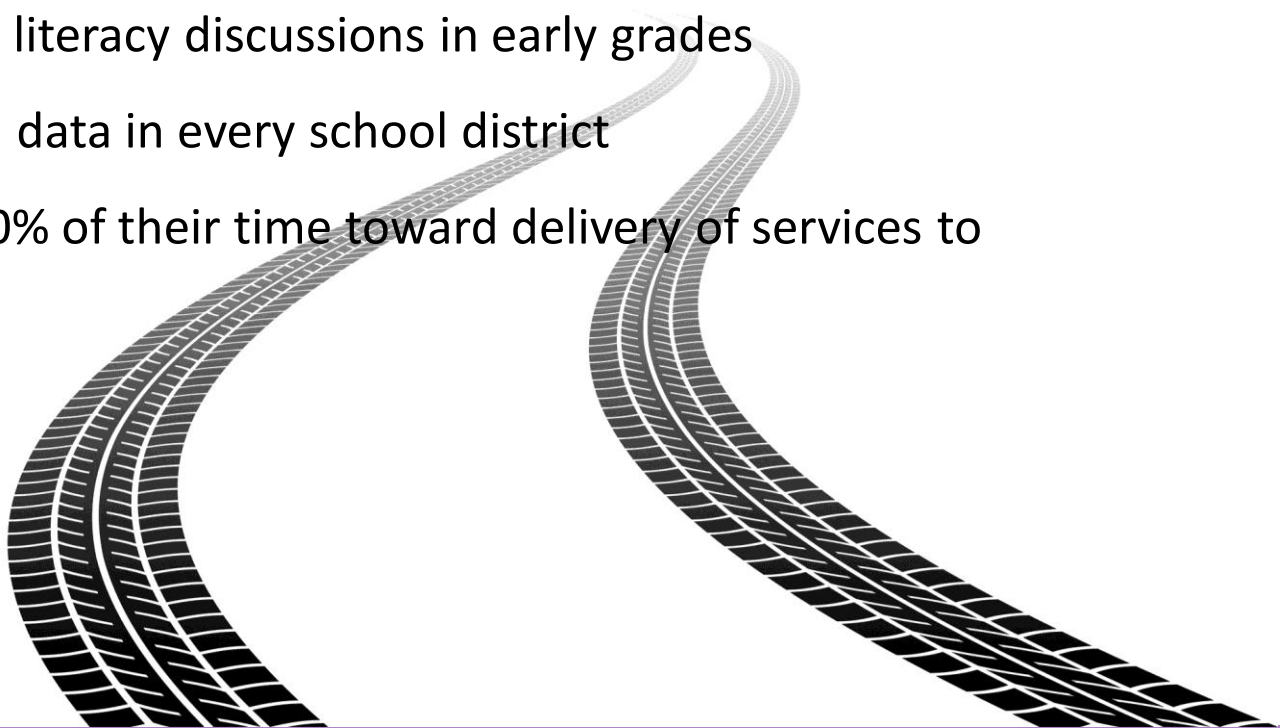 literacy discussions in early grades
data in every school district
0% of their time toward delivery of services to